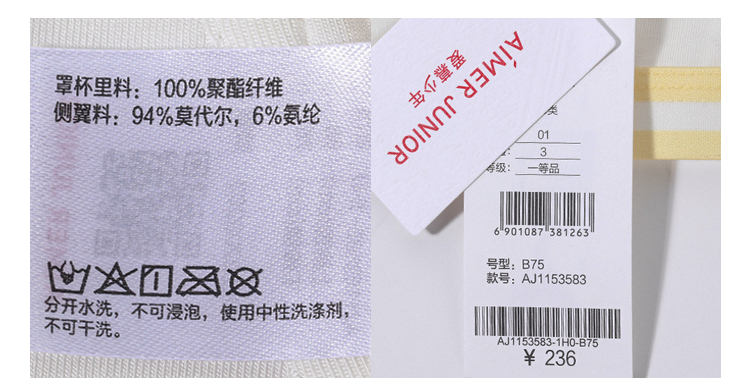 罩杯里料：100%聚酯纤维
侧翼料：94%莫代尔，6%氨纶
分开水洗，不可浸泡，使用中性洗涤剂，
不可干洗。
AiMER JUNIOR
爱慕少年
类
01
3
等级：一等品
6 901087 381263
号型：B75
款号：AJ1153583
AJ1153583-1H0-B75
¥ 236